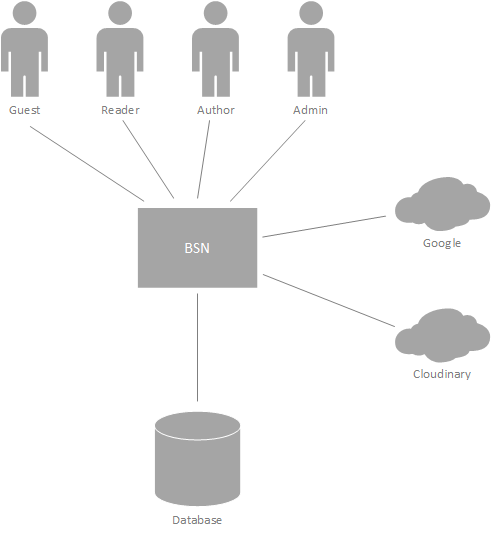 Guest
Reader
Author
Admin
BSN
Google
Cloudinary
Database